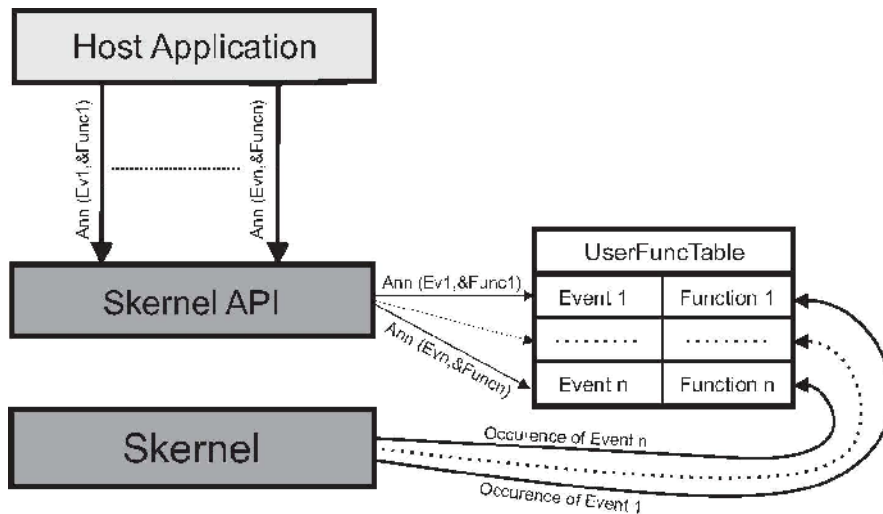 Host Application
Ann (Ev1,&Func1)
Ann (Evn,&Funcn)
Skernel API
Ann (Ev1,&Func1)
Ann (Evn,&Funcn)
UserFuncTable
Event 1 Function 1
......... .........
Event n Function n
Skernel
Occurence of Event n
Occurence of Event 1